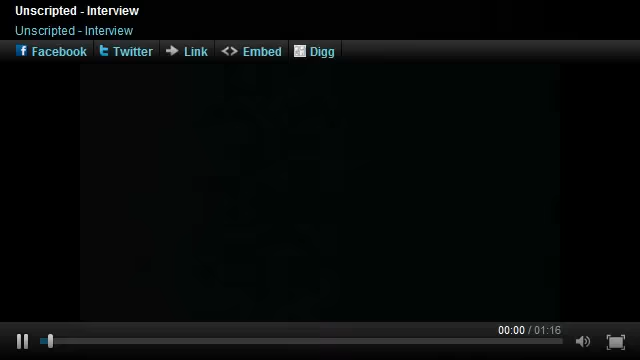 Unscripted - Interview
Unscripted - Interview
Facebook Twitter Link <> Embed Digg
00:00 / 01:16